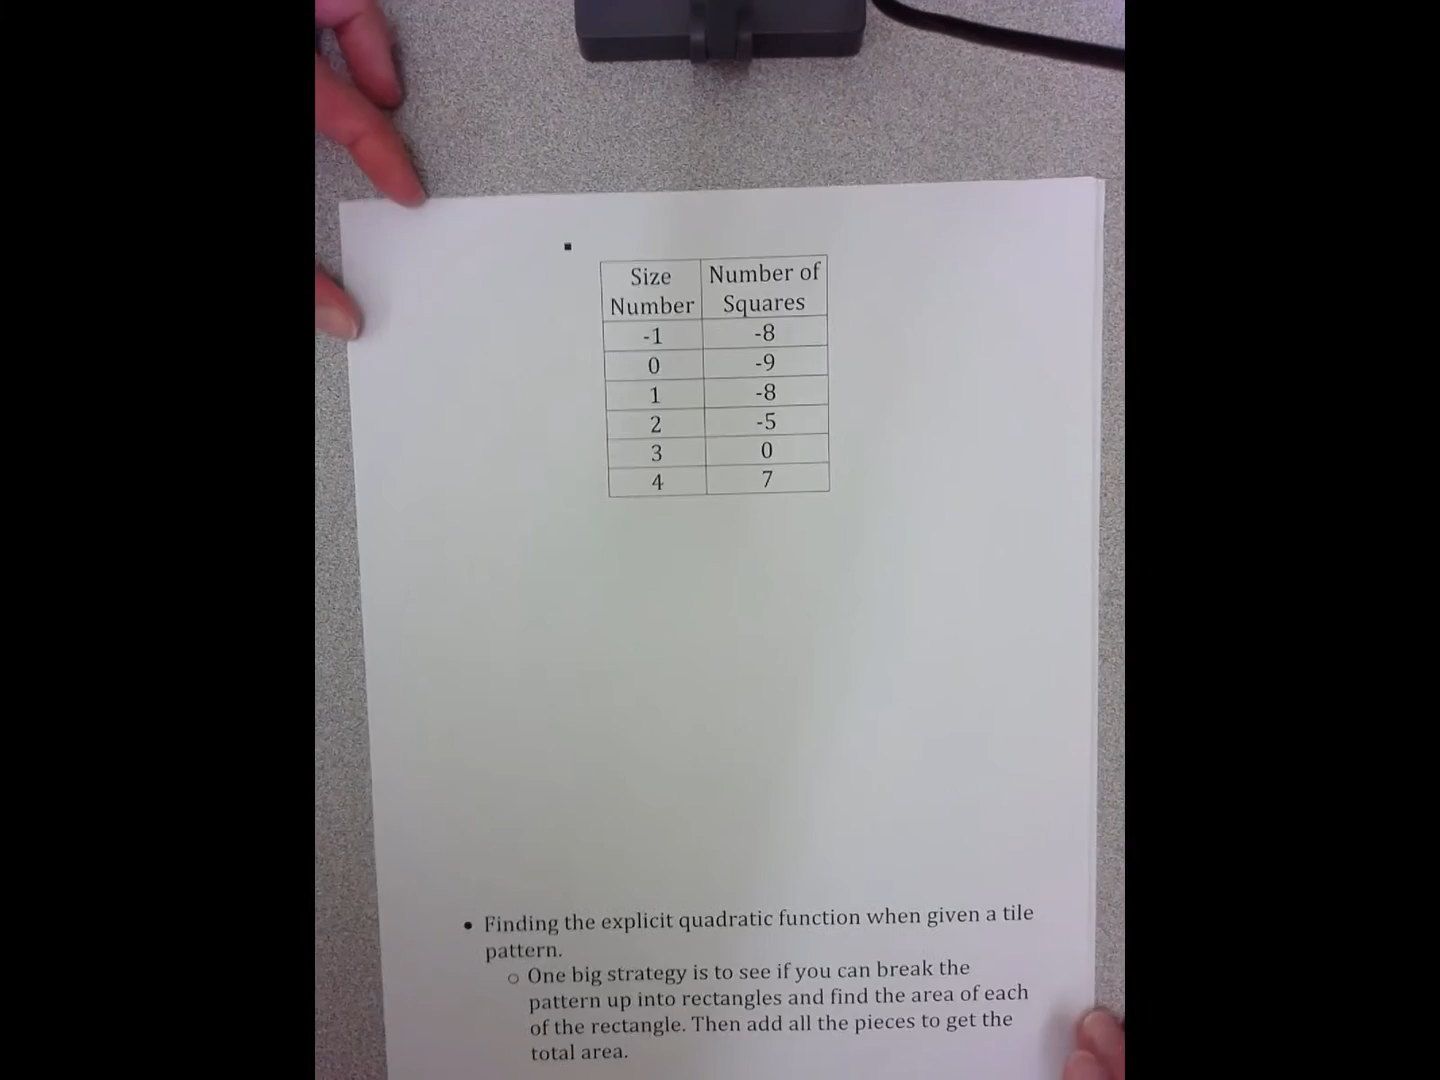 Size Number of
Number Squares
-1 -8
0 -9
1 -8
2 -5
3 0
4 7
• Finding the explicit quadratic function when given a tile
pattern.
o One big strategy is to see if you can break the
pattern up into rectangles and find the area of each
of the rectangle. Then add all the pieces to get the
total area.